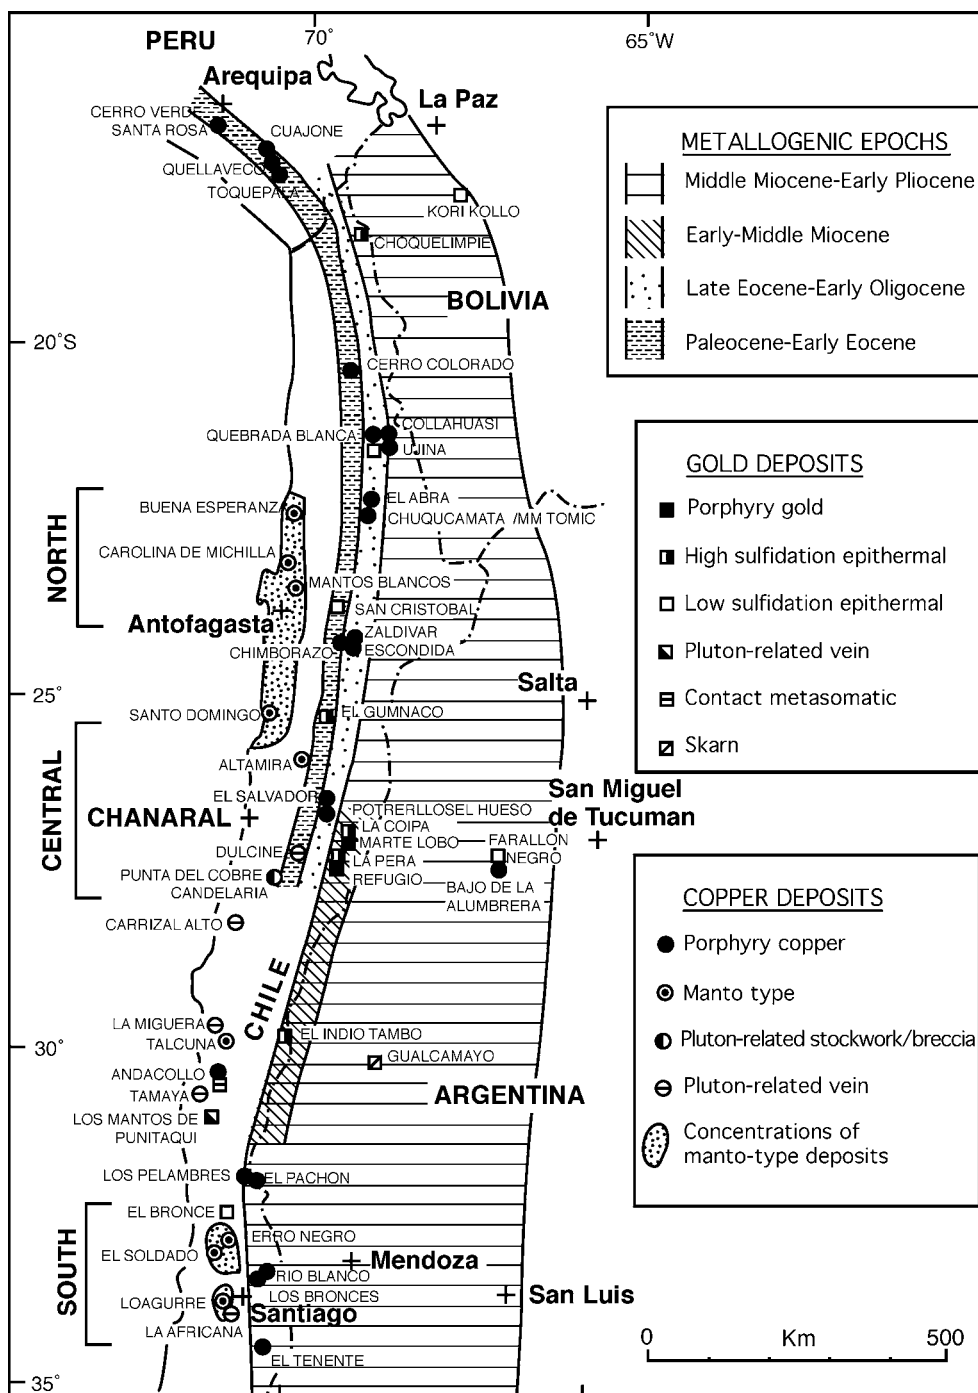 70°
65°W
PERU
Arequipa
La Paz
CERRO VERDE
SANTA ROSA
CUAJONE
QUELLAVECO
TOQUEPALA
KORI KOLLO
CHOQUELIMPIE
BOLIVIA
20°S
CERRO COLORADO
COLLAHUASI
QUEBRADA BLANCA
UJINA
NORTH
BUENA ESPERANZA
EL ABRA
CHUQUCAMATA /MM TOMIC
CAROLINA DE MICHILLA
MANTOS BLANCOS
SAN CRISTOBAL
Antofagasta
ZALDIVAR
CHIMBORAZO
ESCONDIDA
25°
Salta
SANTO DOMINGO
EL GUMNACO
CENTRAL
ALTAMIRA
EL SALVADOR
San Miguel
de Tucuman
CHANARAL
POTRERLLOSEL HUESO
LA COIPA
MARTE LOBO
FARALLON
NEGRO
DULCINE
LA PERA
REFUGIO
PUNTA DEL COBRE
CANDELARIA
BAJO DE LA
ALUMBRERA
CARRIZAL ALTO
CHILE
LA MIGUERA
TALCUNA
EL INDIO TAMBO
30°
GUALCAMAYO
ANDACOLLO
TAMAYA
ARGENTINA
LOS MANTOS DE
PUNITAQUI
LOS PELAMBRES
EL PACHON
SOUTH
EL BRONCE
ERRO NEGRO
EL SOLDADO
Mendoza
RIO BLANCO
LOS BRONCES
San Luis
LOAGURRE
Santiago
LA AFRICANA
EL TENENTE
35°
METALLOGENIC EPOCHS
Middle Miocene-Early Pliocene
Early-Middle Miocene
Late Eocene-Early Oligocene
Paleocene-Early Eocene
GOLD DEPOSITS
Porphyry gold
High sulfidation epithermal
Low sulfidation epithermal
Pluton-related vein
Contact metasomatic
Skarn
COPPER DEPOSITS
Porphyry copper
Manto type
Pluton-related stockwork/breccia
Pluton-related vein
Concentrations of
manto-type deposits
0 Km 500